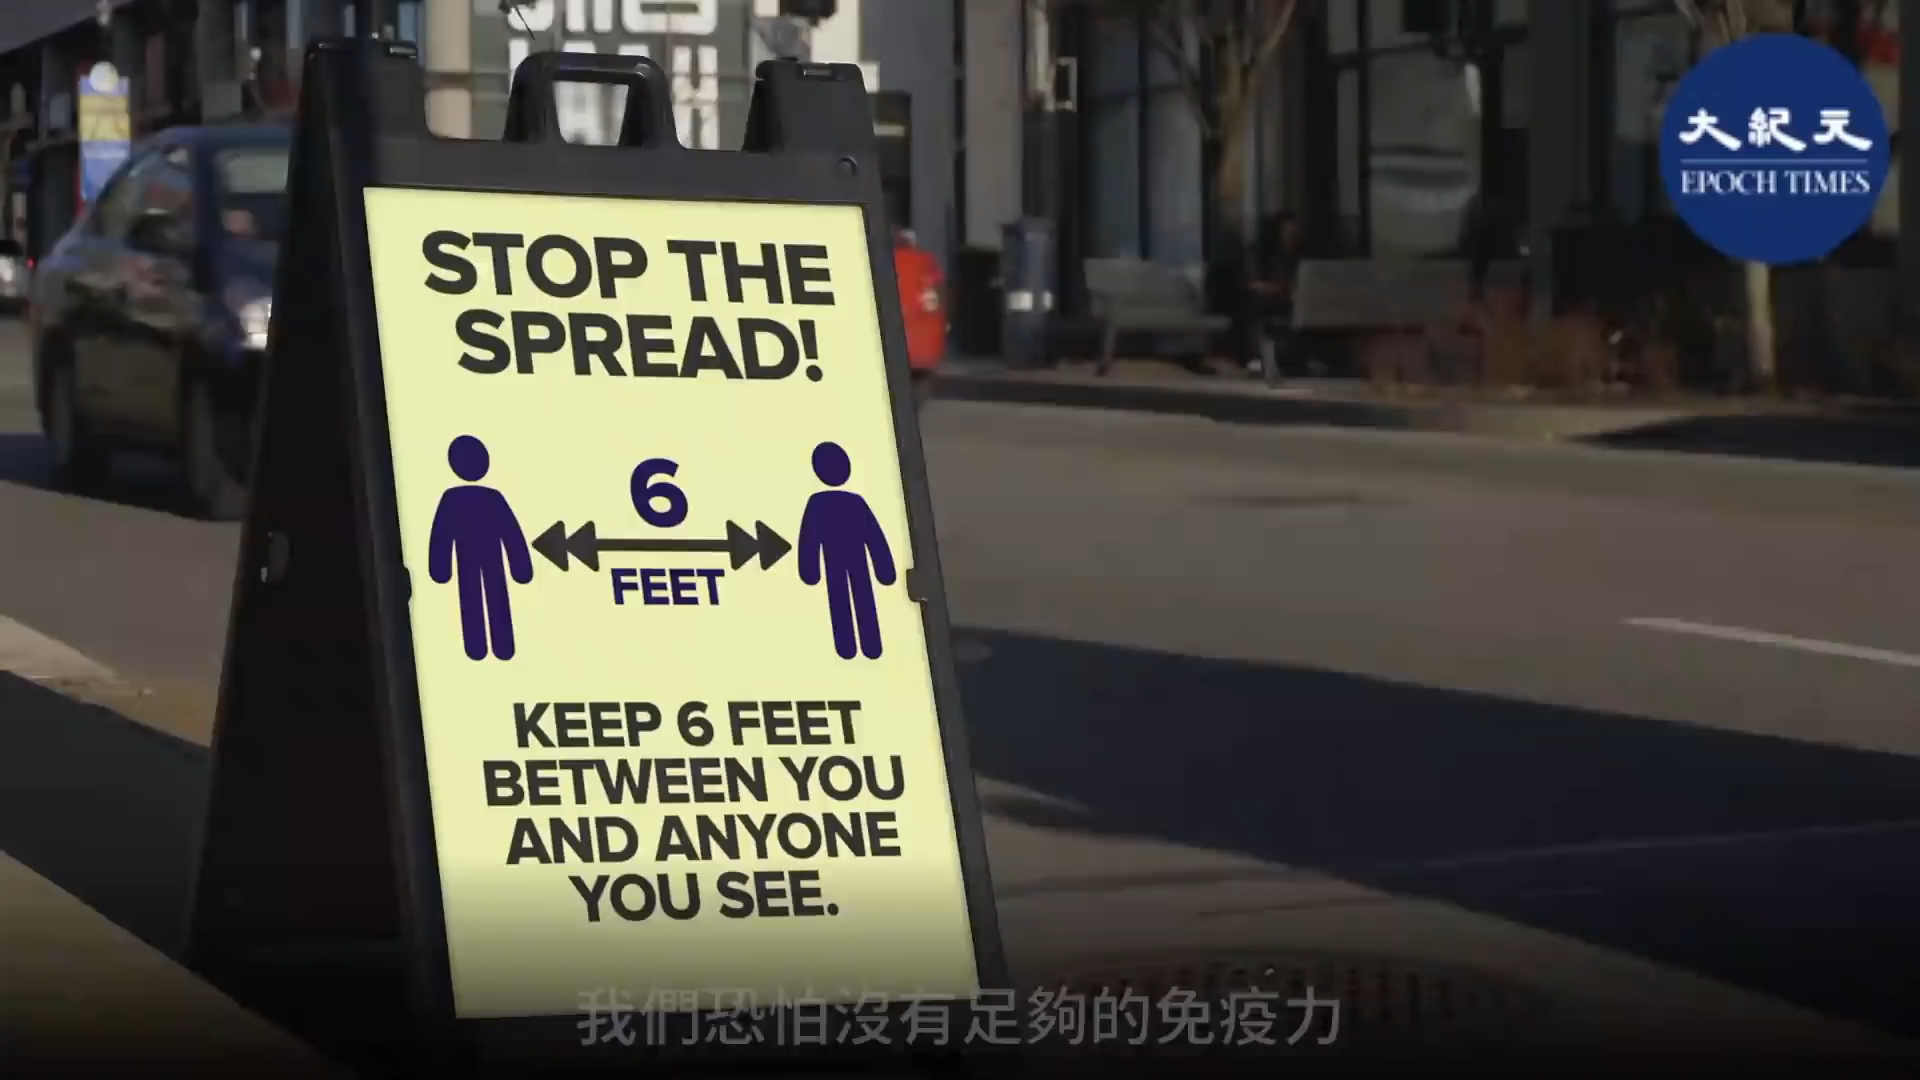 大紀元
EPOCH TIMES
STOP THE
SPREAD!
6
FEET
KEEP 6 FEET
BETWEEN YOU
AND ANYONE
YOU SEE.
我們恐怕沒有足夠的免疫力